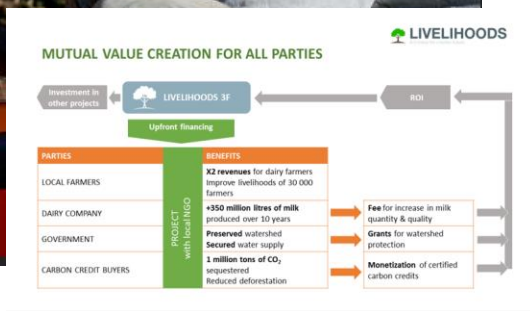 LIVELIHOODS
MUTUAL VALUE CREATION FOR ALL PARTIES
Investment in
other projects
LIVELIHOODS 3F
ROI
Upfront financing
PARTIES
BENEFITS
PROJECT
with local NGO
LOCAL FARMERS
X2 revenues for dairy farmers
Improve livelihoods of 30 000
farmers
DAIRY COMPANY
+350 million litres of milk
produced over 10 years
Fee for increase in milk
quantity & quality
GOVERNMENT
Preserved watershed
Secured water supply
Grants for watershed
protection
CARBON CREDIT BUYERS
1 million tons of CO₂
sequestered
Reduced deforestation
Monetization of certified
carbon credits